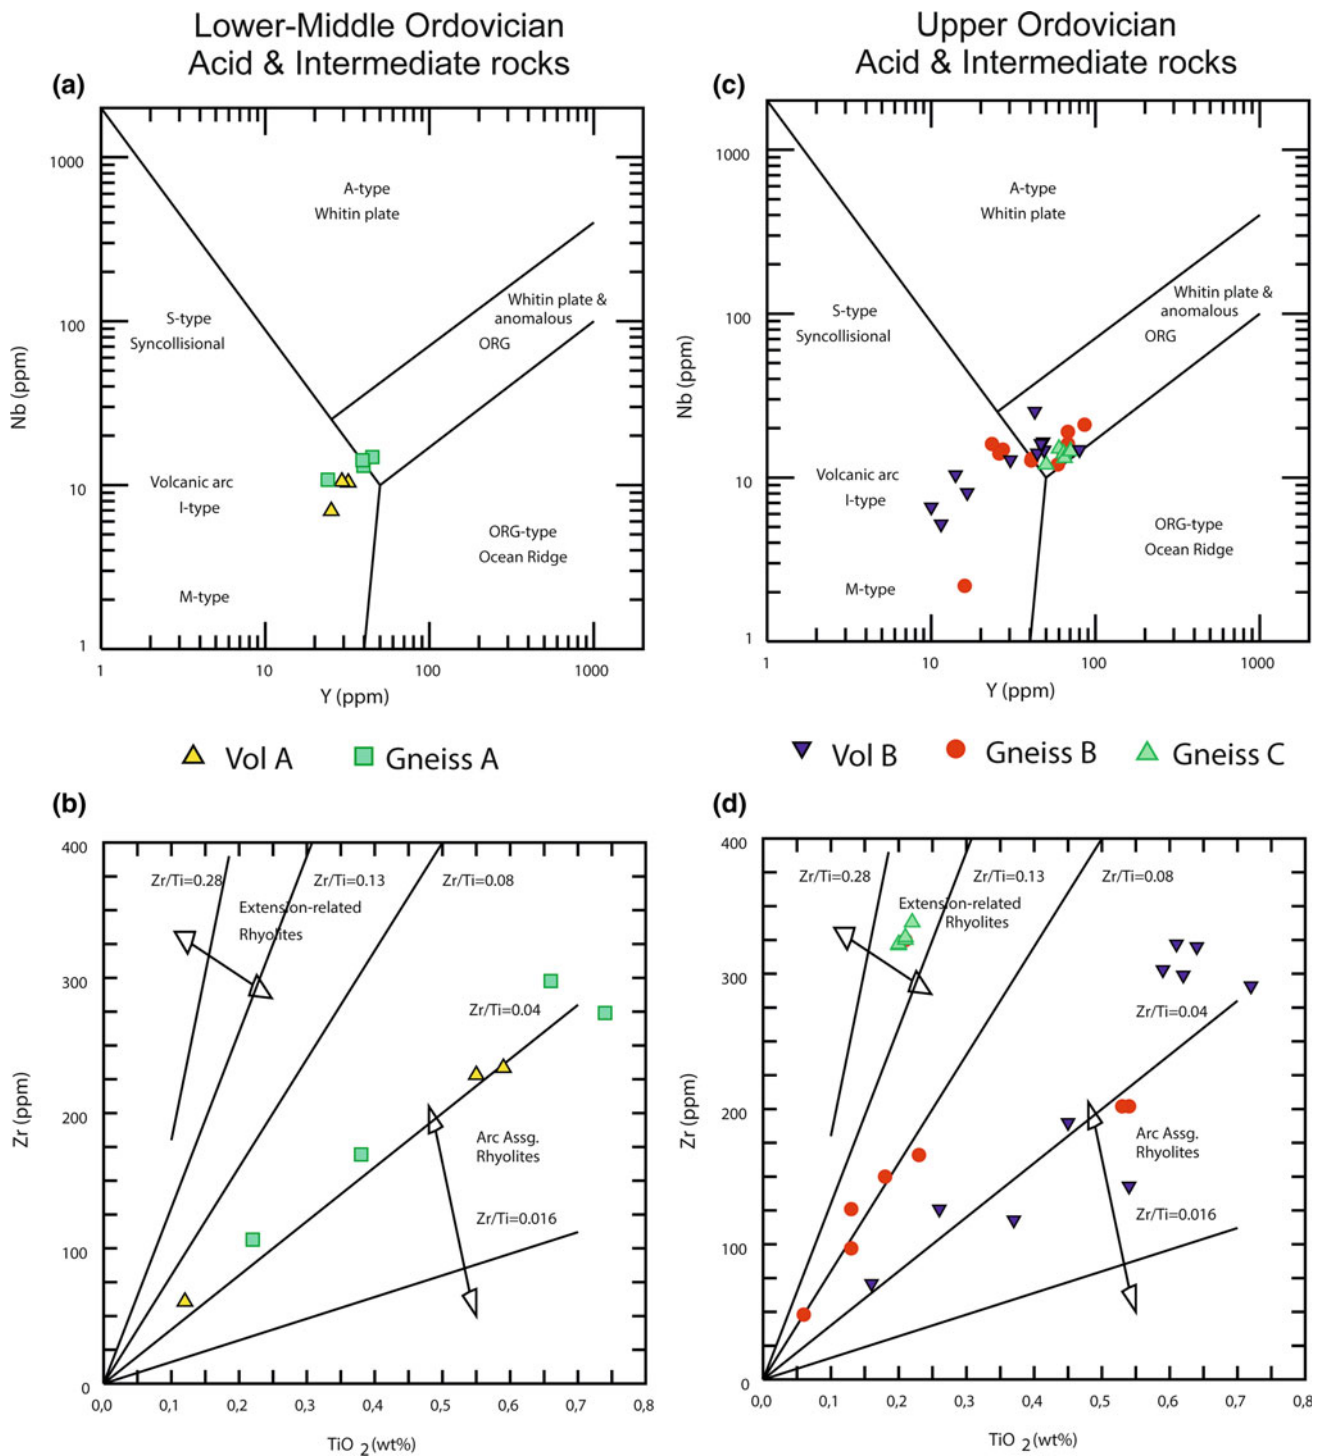 Lower-Middle Ordovician
Acid & Intermediate rocks
(a)
1000
100
10
1
Nb (ppm)
A-type
Whitin plate
Whitin plate &
anomalous
ORG
S-type
Syncollisional
Volcanic arc
I-type
ORG-type
Ocean Ridge
M-type
1
10
100
1000
Y (ppm)
Upper Ordovician
Acid & Intermediate rocks
(c)
1000
100
10
1
Nb (ppm)
A-type
Whitin plate
Whitin plate &
anomalous
ORG
S-type
Syncollisional
Volcanic arc
I-type
ORG-type
Ocean Ridge
M-type
1
10
100
1000
Y (ppm)
Vol A
Gneiss A
Vol B
Gneiss B
Gneiss C
(b)
400
300
200
100
0
Zr (ppm)
Zr/Ti=0.28
Zr/Ti=0.13
Zr/Ti=0.08
Extension-related
Rhyolites
Zr/Ti=0.04
Arc Assg.
Rhyolites
Zr/Ti=0.016
0,0
0,1
0,2
0,3
0,4
0,5
0,6
0,7
0,8
TiO 2 (wt%)
(d)
400
300
200
100
0
Zr (ppm)
Zr/Ti=0.28
Zr/Ti=0.13
Zr/Ti=0.08
Extension-related
Rhyolites
Zr/Ti=0.04
Arc Assg.
Rhyolites
Zr/Ti=0.016
0,0
0,1
0,2
0,3
0,4
0,5
0,6
0,7
0,8
TiO 2 (wt%)